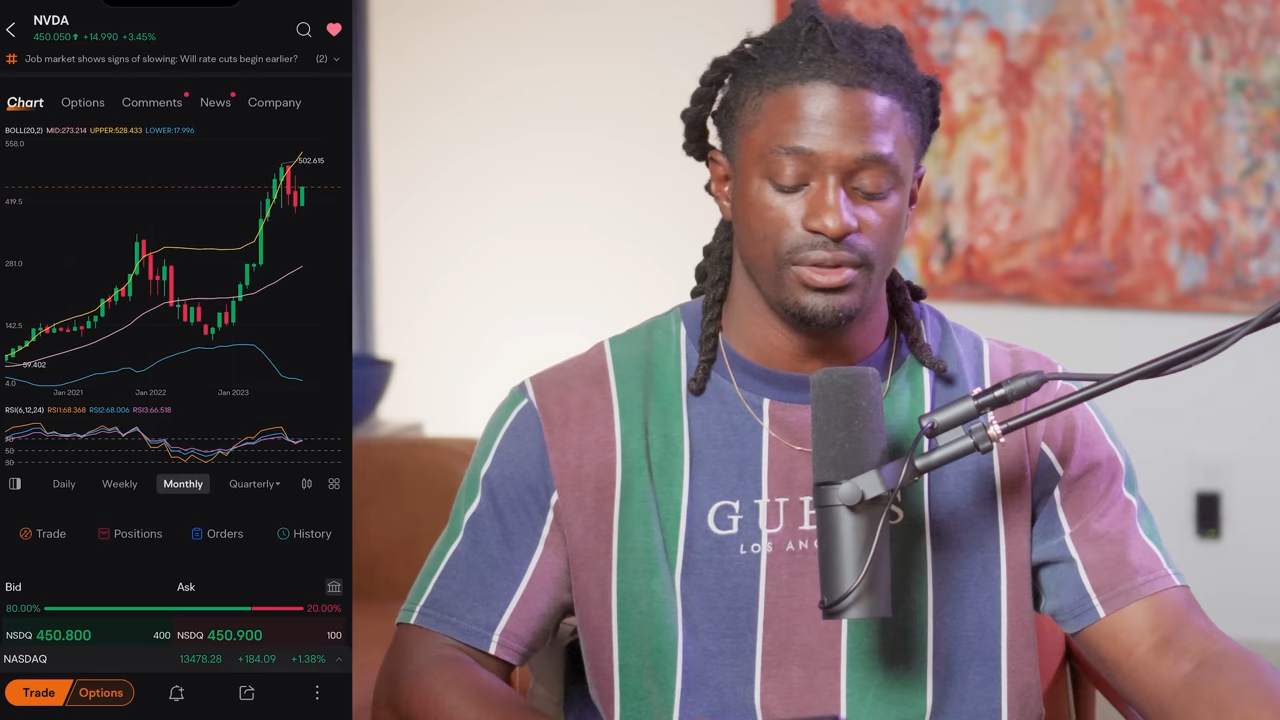 NVDA
450.050 +14.990 +3.45%
Job market shows signs of slowing: Will rate cuts begin earlier? (2)
Chart Options Comments News Company
BOLL(20,2) MID:273.214 UPPER:528.433 LOWER:17.996
558.0
502.615
419.5
281.0
142.5
59.402
4.0
Jan 2021 Jan 2022 Jan 2023
RSI(6,12,24) RSI1:68.368 RSI2:68.006 RSI3:66.518
50
30
Daily Weekly Monthly Quarterly
Trade Positions Orders History
Bid Ask
80.00% 20.00%
NSDQ 450.800 400 NSDQ 450.900 100
NASDAQ 13478.28 +184.09 +1.38%
Trade Options
LOS